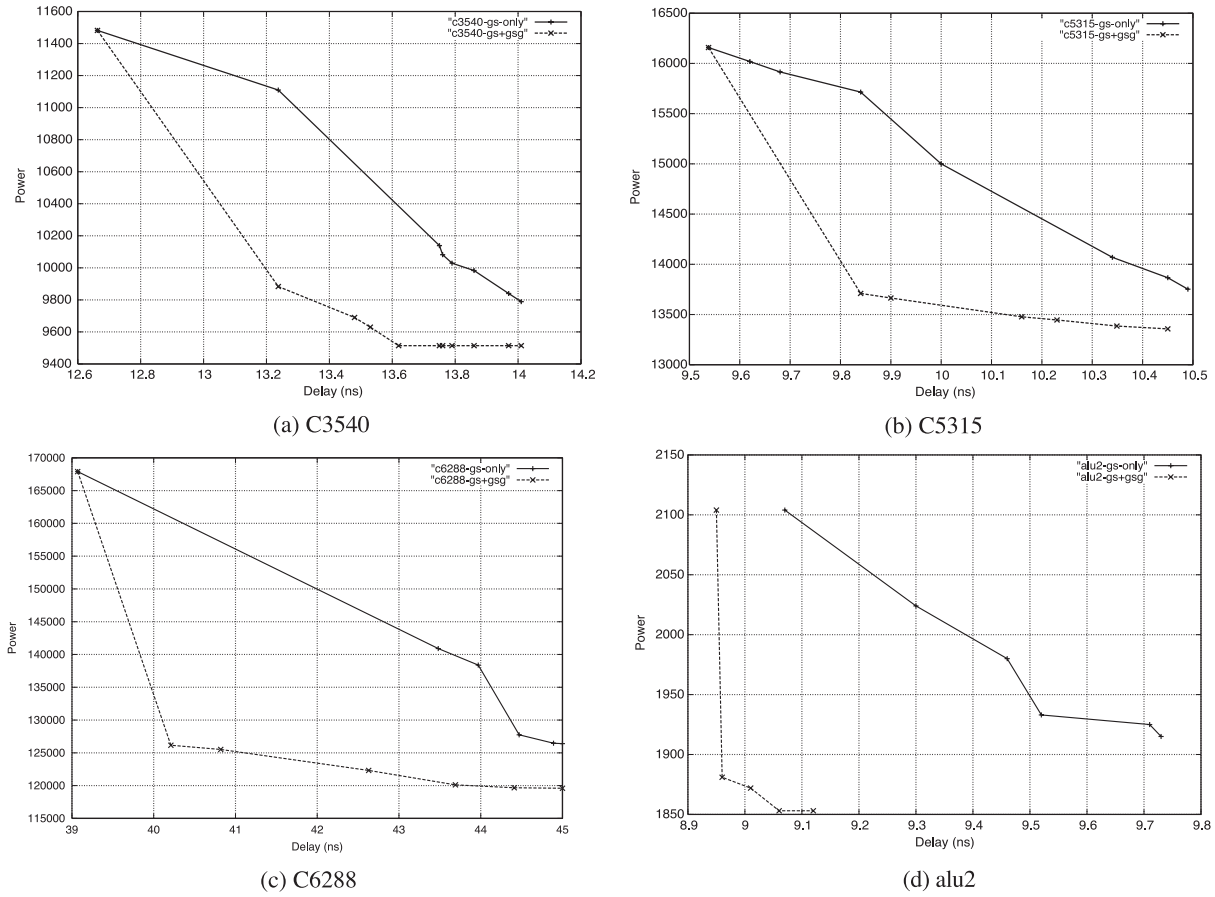 11600
11400
11200
11000
10800
10600
10400
10200
10000
9800
9600
9400
Power
"c3540-gs-only"
"c3540-gs+gsg"
12.6 12.8 13 13.2 13.4 13.6 13.8 14 14.2
Delay (ns)
(a) C3540
16500
16000
15500
15000
14500
14000
13500
13000
Power
"c5315-gs-only"
"c5315-gs+gsg"
9.5 9.6 9.7 9.8 9.9 10 10.1 10.2 10.3 10.4 10.5
Delay (ns)
(b) C5315
170000
165000
160000
155000
150000
145000
140000
135000
130000
125000
120000
115000
Power
"c6288-gs-only"
"c6288-gs+gsg"
39 40 41 42 43 44 45
Delay (ns)
(c) C6288
2150
2100
2050
2000
1950
1900
1850
Power
"alu2-gs-only"
"alu2-gs+gsg"
8.9 9 9.1 9.2 9.3 9.4 9.5 9.6 9.7 9.8
Delay (ns)
(d) alu2